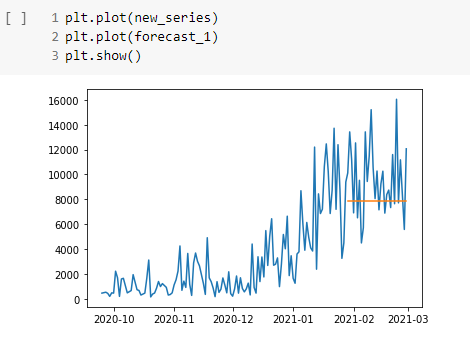 [ ]
1 plt.plot(new_series)
2 plt.plot(forecast_1)
3 plt.show()
16000
14000
12000
10000
8000
6000
4000
2000
0
2020-10 2020-11 2020-12 2021-01 2021-02 2021-03